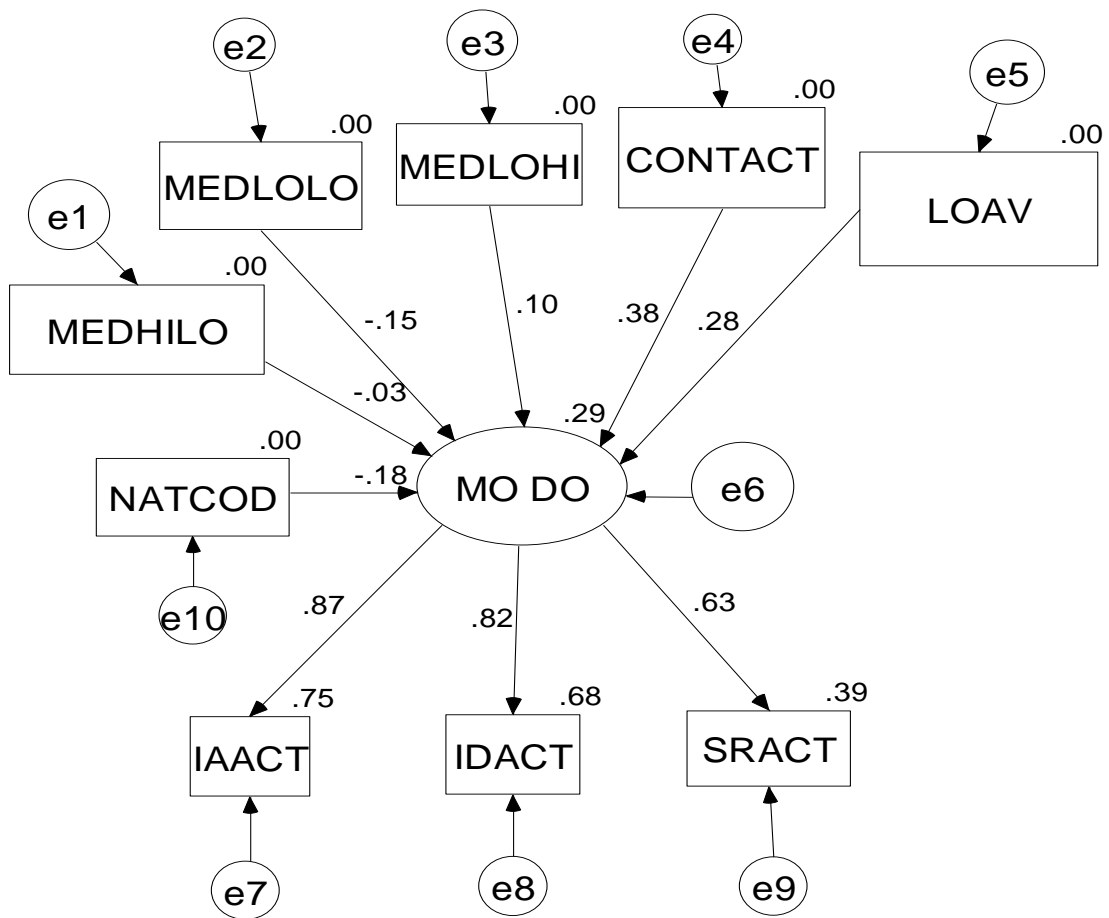 e2
e3
e4
e5
.00
.00
.00
.00
MEDLOLO
MEDLOHI
CONTACT
LOAV
e1
.00
MEDHILO
-.15
.10
.38
.28
-.03
.29
.00
NATCOD
-.18
MO DO
e6
e10
.87
.82
.63
.75
.68
.39
IAACT
IDACT
SRACT
e7
e8
e9